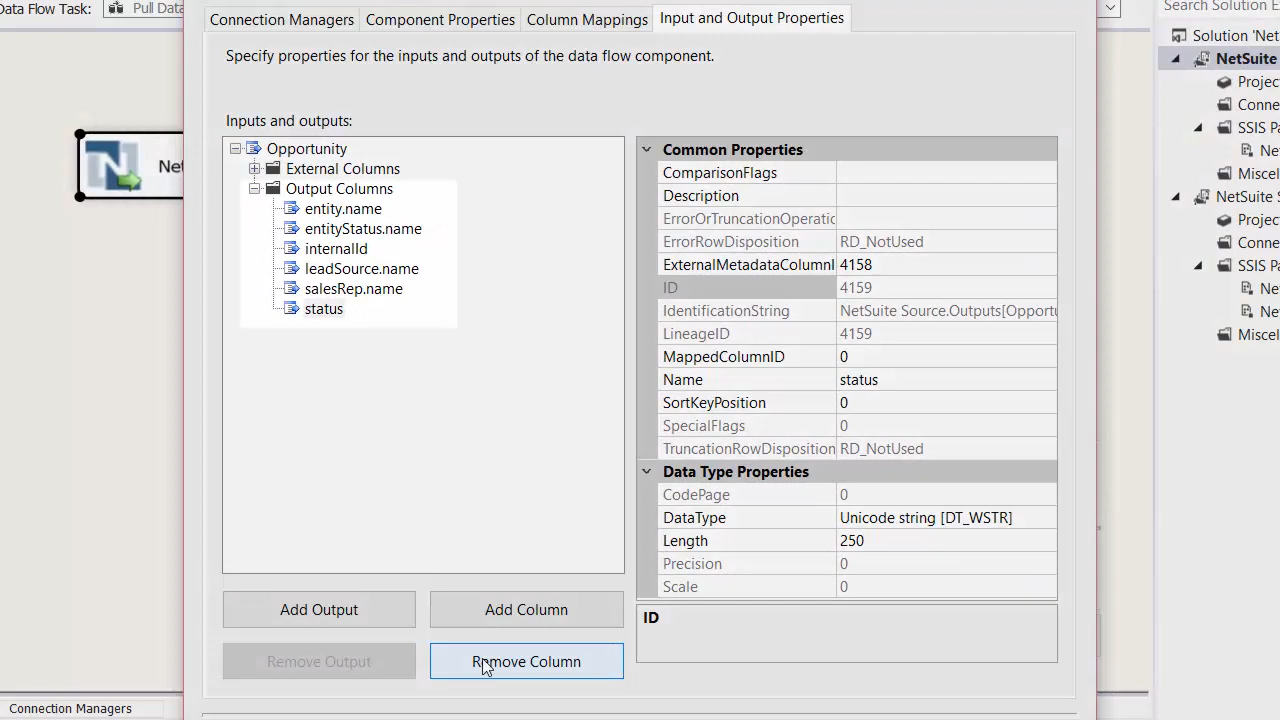 Data Flow Task: Pull Data
Search Solution E
Connection Managers Component Properties Column Mappings Input and Output Properties
Specify properties for the inputs and outputs of the data flow component.
Inputs and outputs:
Opportunity
External Columns
Output Columns
entity.name
entityStatus.name
internalId
leadSource.name
salesRep.name
status
Common Properties
ComparisonFlags
Description
ErrorOrTruncationOperatic
ErrorRowDisposition RD_NotUsed
ExternalMetadataColumnI 4158
ID 4159
IdentificationString NetSuite Source.Outputs[Opportu
LineageID 4159
MappedColumnID 0
Name status
SortKeyPosition 0
SpecialFlags 0
TruncationRowDisposition RD_NotUsed
Data Type Properties
CodePage 0
DataType Unicode string [DT_WSTR]
Length 250
Precision 0
Scale 0
ID
Add Output Add Column
Remove Output Remove Column
Net
Solution 'Net
NetSuite
Projec
Conne
SSIS Pa
Ne
Miscel
NetSuite S
Projec
Conne
SSIS Pa
Ne
Ne
Miscel
Connection Managers